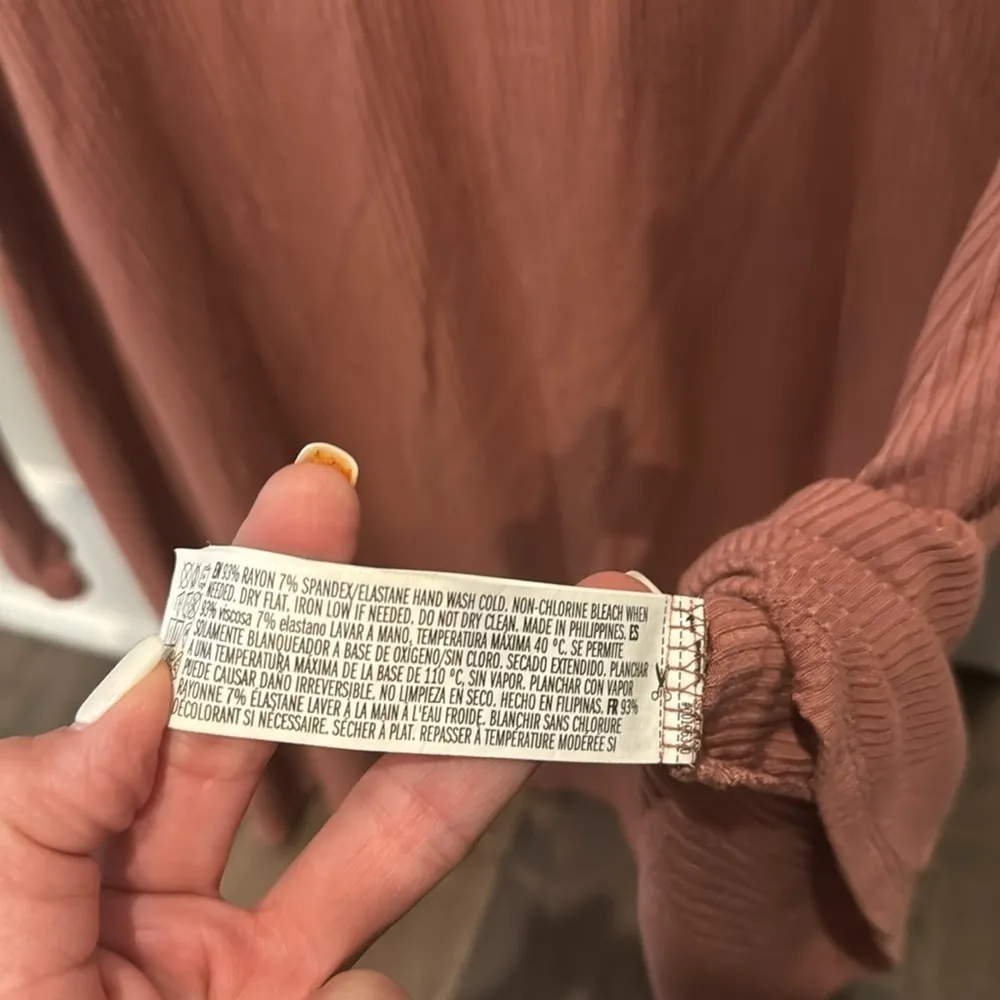 EN 93% RAYON 7% SPANDEX/ELASTANE HAND WASH COLD. NON-CHLORINE BLEACH WHEN
NEEDED. DRY FLAT. IRON LOW IF NEEDED. DO NOT DRY CLEAN. MADE IN PHILIPPINES. ES
93% viscosa 7% elastano LAVAR A MANO, TEMPERATURA MÁXIMA 40 °C. SE PERMITE
SOLAMENTE BLANQUEADOR A BASE DE OXÍGENO/SIN CLORO. SECADO EXTENDIDO. PLANCHAR
A UNA TEMPERATURA MÁXIMA DE LA BASE DE 110 °C, SIN VAPOR. PLANCHAR CON VAPOR
PUEDE CAUSAR DAÑO IRREVERSIBLE. NO LIMPIEZA EN SECO. HECHO EN FILIPINAS. FR 93%
RAYONNE 7% ÉLASTANE LAVER À LA MAIN À L'EAU FROIDE. BLANCHIR SANS CHLORURE
DÉCOLORANT SI NÉCESSAIRE. SÉCHER À PLAT. REPASSER À TEMPÉRATURE MODÉRÉE SI